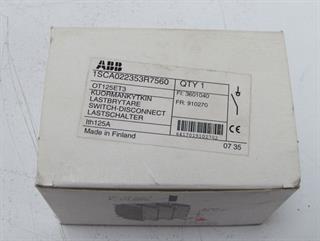 ABB
1SCA022353R7560
QTY 1
OT125ET3
KUORMANKYTKIN
LASTBRYTARE
SWITCH-DISCONNECT
LASTSCHALTER
Ith125A
Made in Finland
FI: 3601040
FR: 910270
6417019102702
07 35